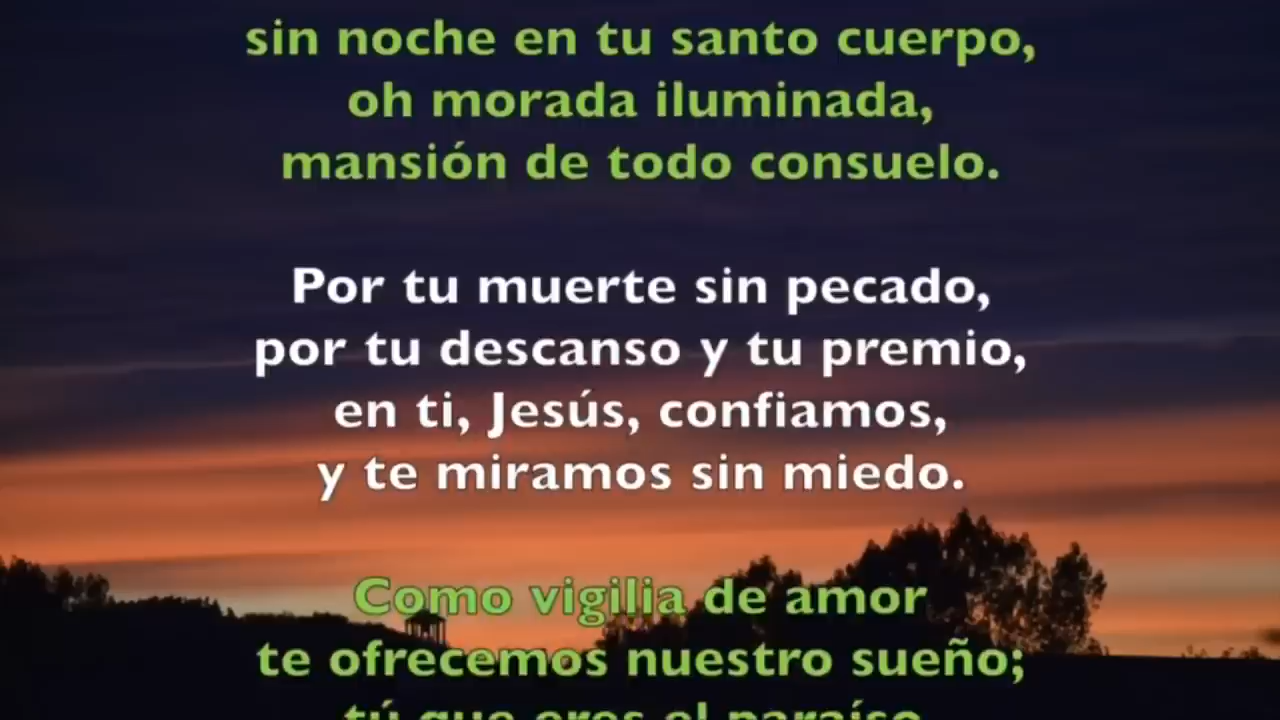 sin noche en tu santo cuerpo,
oh morada iluminada,
mansión de todo consuelo.
Por tu muerte sin pecado,
por tu descanso y tu premio,
en ti, Jesús, confiamos,
y te miramos sin miedo.
Como vigilia de amor
te ofrecemos nuestro sueño;
tú que eres el paraíso